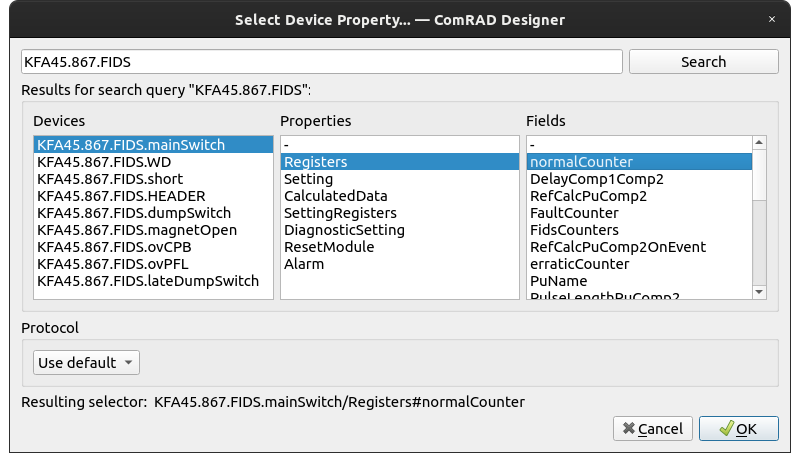 Select Device Property... — ComRAD Designer
×
KFA45.867.FIDS
Search
Results for search query "KFA45.867.FIDS":
Devices
KFA45.867.FIDS.mainSwitch
KFA45.867.FIDS.WD
KFA45.867.FIDS.short
KFA45.867.FIDS.HEADER
KFA45.867.FIDS.dumpSwitch
KFA45.867.FIDS.magnetOpen
KFA45.867.FIDS.ovCPB
KFA45.867.FIDS.ovPFL
KFA45.867.FIDS.lateDumpSwitch
Properties
-
Registers
Setting
CalculatedData
SettingRegisters
DiagnosticSetting
ResetModule
Alarm
Fields
-
normalCounter
DelayComp1Comp2
RefCalcPuComp2
FaultCounter
FidsCounters
RefCalcPuComp2OnEvent
erraticCounter
PuName
PulseLengthPuComp2
Protocol
Use default
Resulting selector: KFA45.867.FIDS.mainSwitch/Registers#normalCounter
Cancel
OK